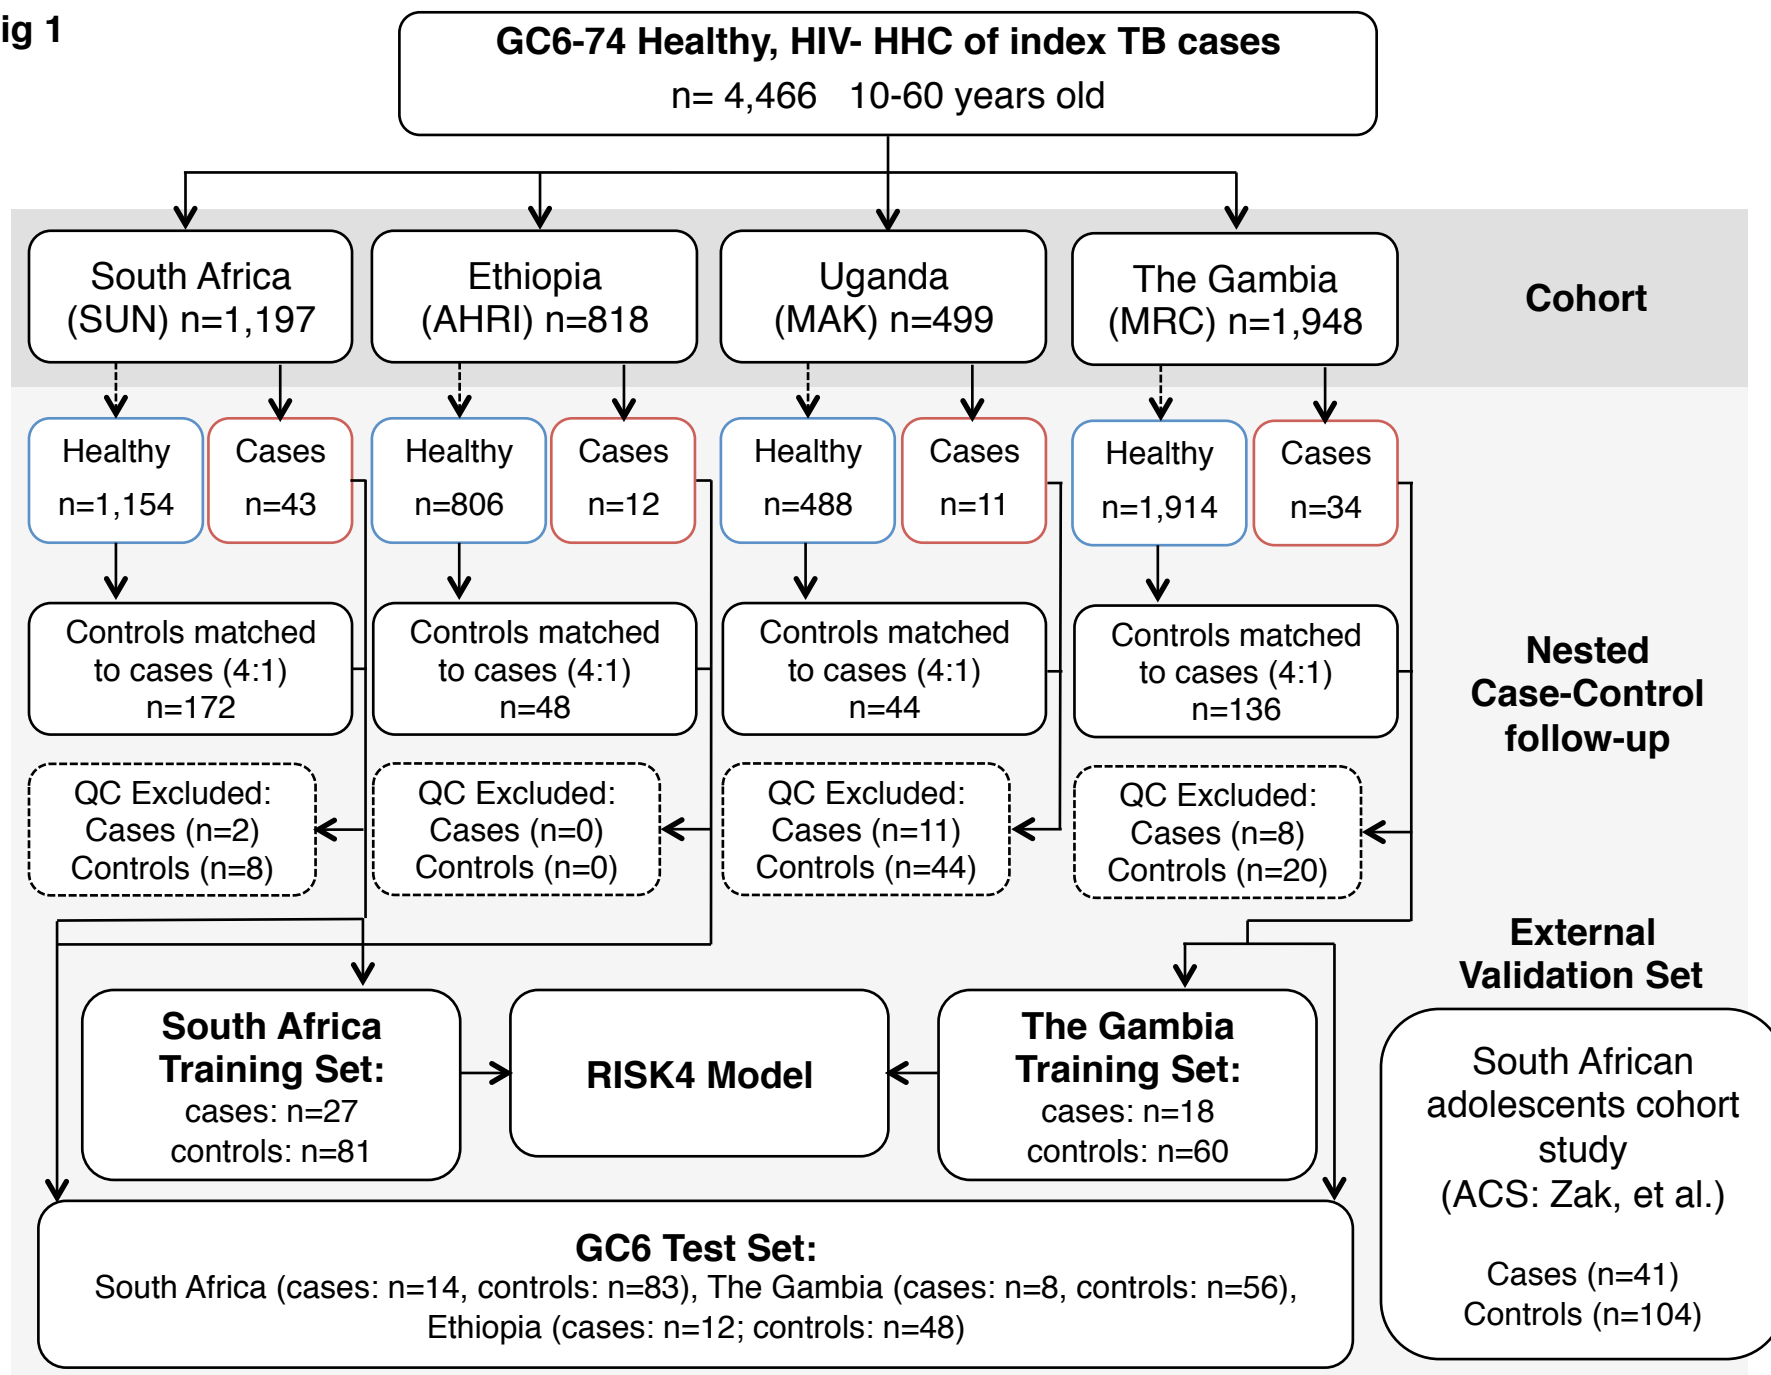 ig 1
GC6-74 Healthy, HIV- HHC of index TB cases
n= 4,466   10-60 years old
South Africa
(SUN) n=1,197
Ethiopia
(AHRI) n=818
Uganda
(MAK) n=499
The Gambia
(MRC) n=1,948
Cohort
Healthy
n=1,154
Cases
n=43
Healthy
n=806
Cases
n=12
Healthy
n=488
Cases
n=11
Healthy
n=1,914
Cases
n=34
Controls matched
to cases (4:1)
n=172
Controls matched
to cases (4:1)
n=48
Controls matched
to cases (4:1)
n=44
Controls matched
to cases (4:1)
n=136
Nested
Case-Control
follow-up
QC Excluded:
Cases (n=2)
Controls (n=8)
QC Excluded:
Cases (n=0)
Controls (n=0)
QC Excluded:
Cases (n=11)
Controls (n=44)
QC Excluded:
Cases (n=8)
Controls (n=20)
South Africa
Training Set:
cases: n=27
controls: n=81
RISK4 Model
The Gambia
Training Set:
cases: n=18
controls: n=60
External
Validation Set
South African
adolescents cohort
study
(ACS: Zak, et al.)
Cases (n=41)
Controls (n=104)
GC6 Test Set:
South Africa (cases: n=14, controls: n=83), The Gambia (cases: n=8, controls: n=56),
Ethiopia (cases: n=12; controls: n=48)